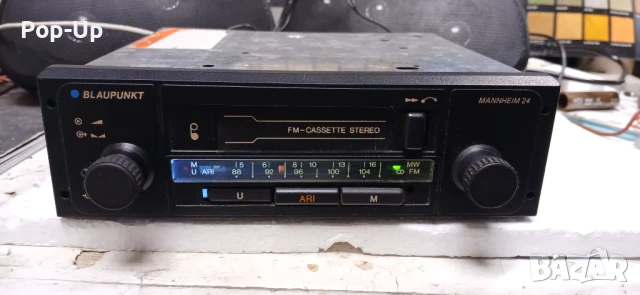 Pop-Up
BLAUPUNKT
MANNHEIM 24
FM-CASSETTE STEREO
M 5 6 8 10 13 16 MW
U ARI 88 92 96 100 104 FM
U ARI M
BAZAR